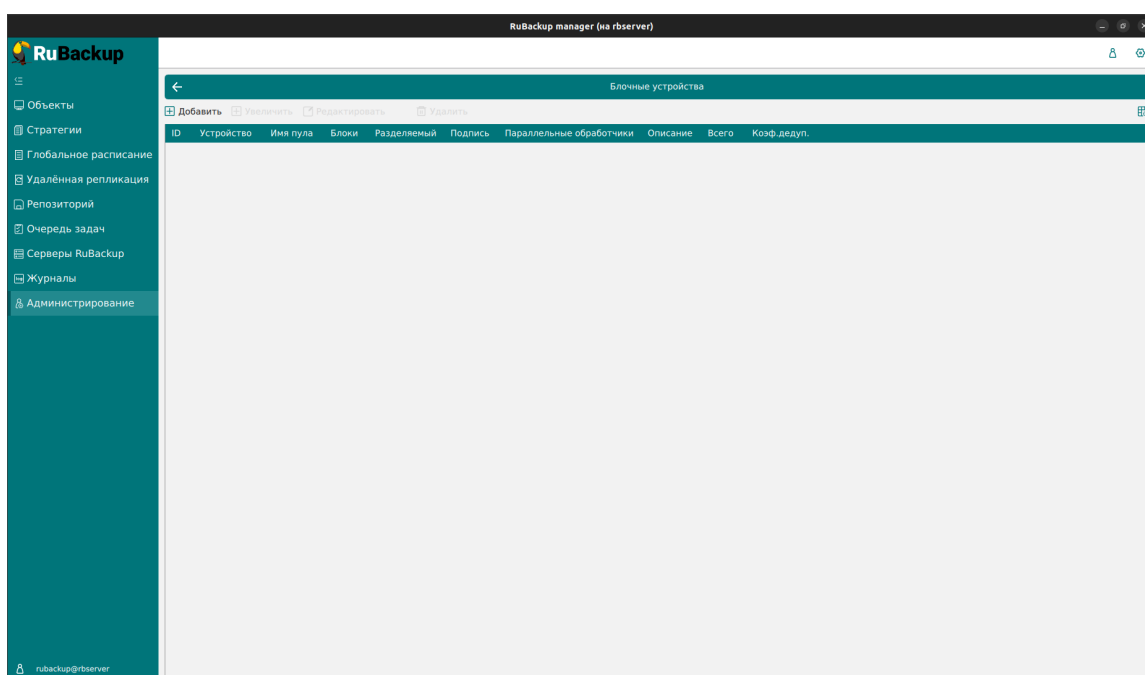 RuBackup manager (на rbserver)
RuBackup
Блочные устройства
Добавить Увеличить Редактировать Удалить
ID Устройство Имя пула Блоки Разделяемый Подпись Параллельные обработчики Описание Всего Коэф.дедуп.
Объекты
Стратегии
Глобальное расписание
Удалённая репликация
Репозиторий
Очередь задач
Серверы RuBackup
Журналы
Администрирование
rubackup@rbserver